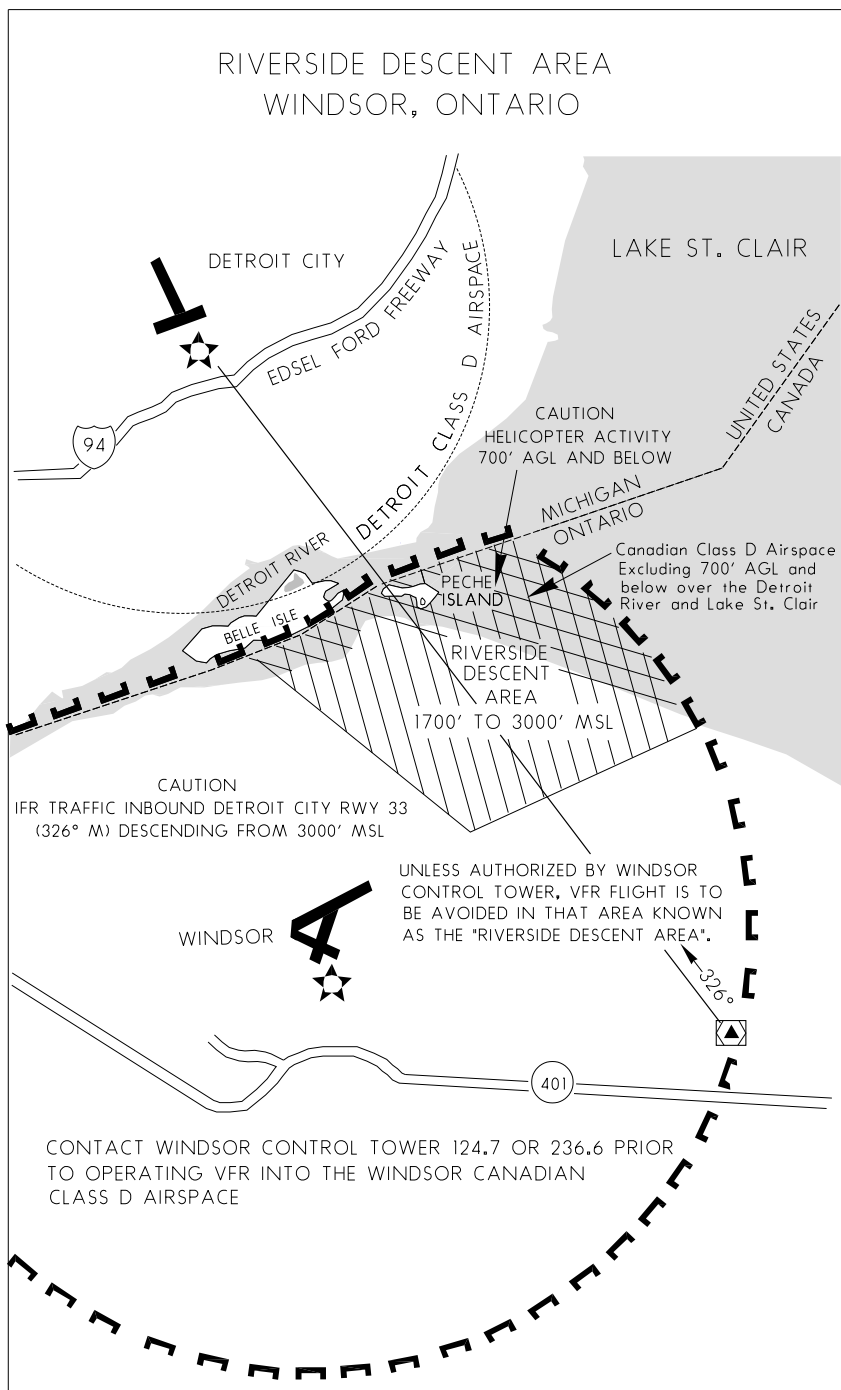 RIVERSIDE DESCENT AREA
WINDSOR, ONTARIO
LAKE ST. CLAIR
DETROIT CITY
EDSEL FORD FREEWAY
DETROIT CLASS D AIRSPACE
UNITED STATES
CANADA
94
CAUTION
HELICOPTER ACTIVITY
700' AGL AND BELOW
MICHIGAN
ONTARIO
Canadian Class D Airspace
Excluding 700' AGL and
below over the Detroit
River and Lake St. Clair
DETROIT RIVER
BELLE ISLE
PECHE
ISLAND
D
RIVERSIDE
DESCENT
AREA
1700' TO 3000' MSL
CAUTION
IFR TRAFFIC INBOUND DETROIT CITY RWY 33
(326° M) DESCENDING FROM 3000' MSL
UNLESS AUTHORIZED BY WINDSOR
CONTROL TOWER, VFR FLIGHT IS TO
BE AVOIDED IN THAT AREA KNOWN
AS THE "RIVERSIDE DESCENT AREA".
WINDSOR
326°
401
CONTACT WINDSOR CONTROL TOWER 124.7 OR 236.6 PRIOR
TO OPERATING VFR INTO THE WINDSOR CANADIAN
CLASS D AIRSPACE